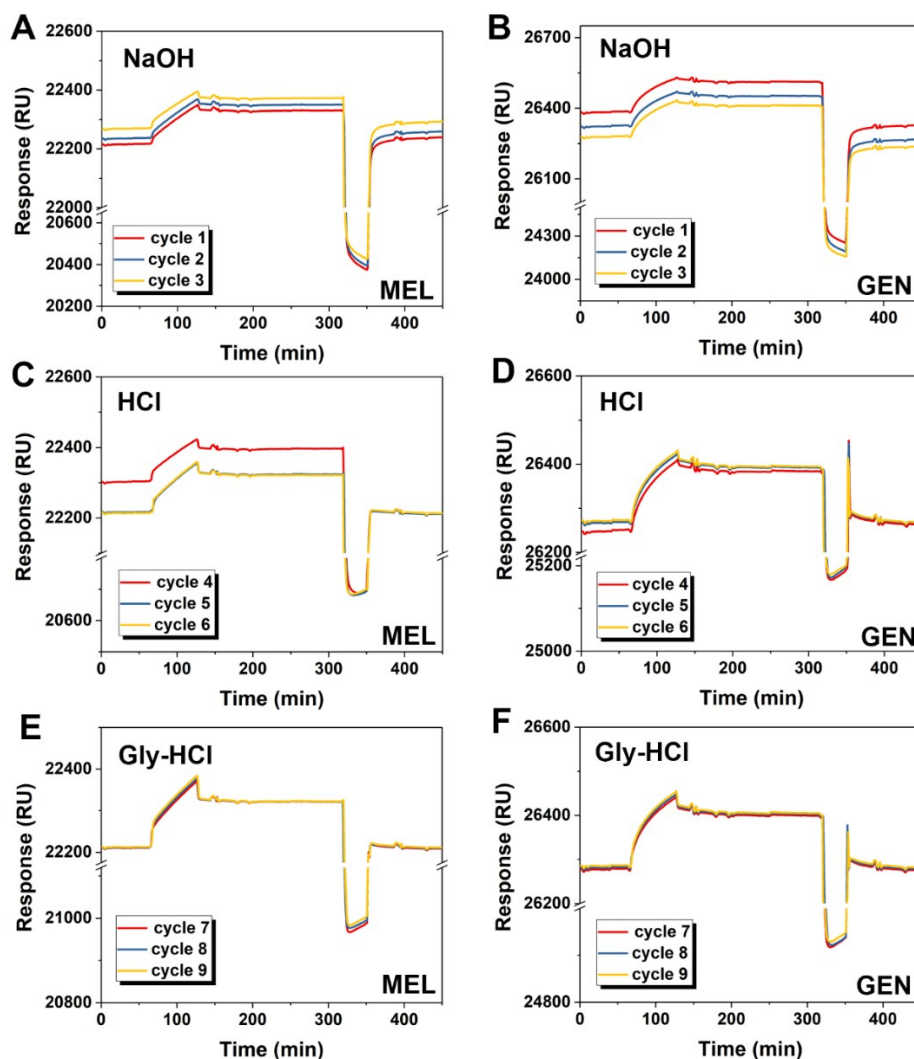 A
NaOH
Response (RU)
22600
22400
22200
22000
20600
20400
20200
cycle 1
cycle 2
cycle 3
MEL
0 100 200 300 400
Time (min)
B
NaOH
Response (RU)
26700
26400
26100
24300
24000
cycle 1
cycle 2
cycle 3
GEN
0 100 200 300 400
Time (min)
C
HCl
Response (RU)
22600
22400
22200
20600
cycle 4
cycle 5
cycle 6
MEL
0 100 200 300 400
Time (min)
D
HCl
Response (RU)
26600
26400
26200
25200
25000
cycle 4
cycle 5
cycle 6
GEN
0 100 200 300 400
Time (min)
E
Gly-HCl
Response (RU)
22400
22200
21000
20800
cycle 7
cycle 8
cycle 9
MEL
0 100 200 300 400
Time (min)
F
Gly-HCl
Response (RU)
26600
26400
26200
24800
cycle 7
cycle 8
cycle 9
GEN
0 100 200 300 400
Time (min)